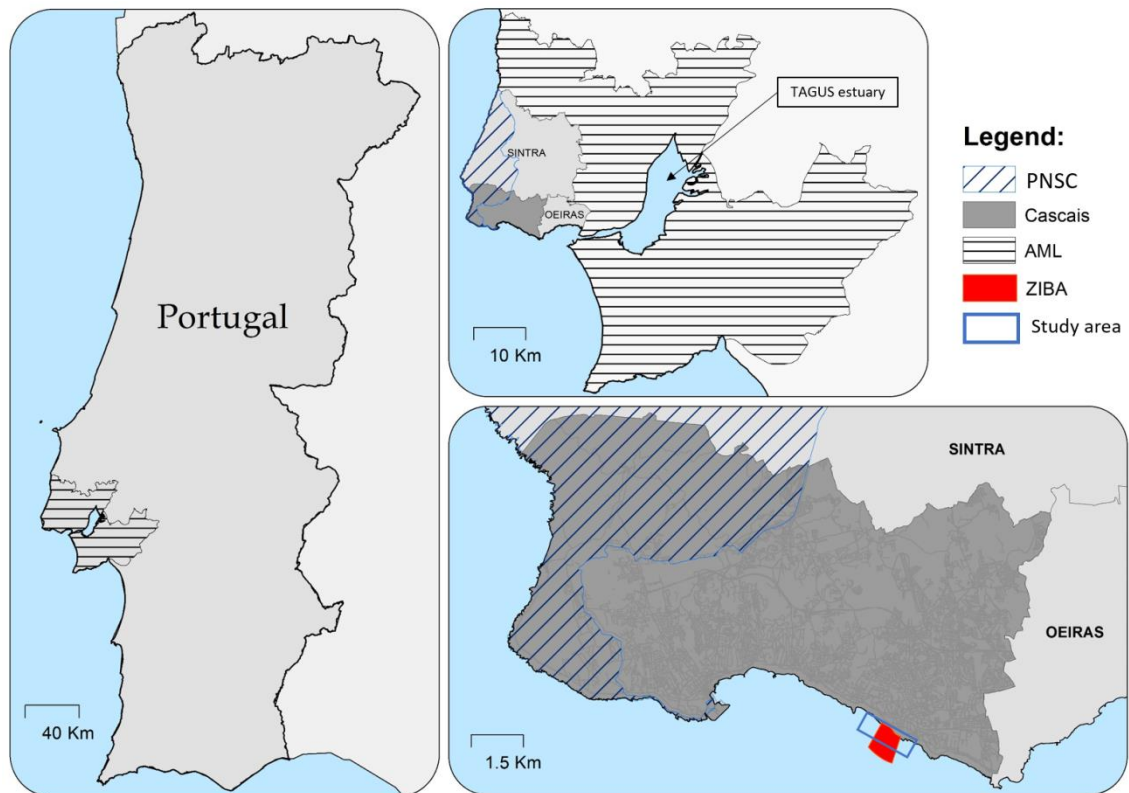 Portugal
40 Km
TAGUS estuary
SINTRA
OEIRAS
10 Km
Legend:
PNSC
Cascais
AML
ZIBA
Study area
SINTRA
OEIRAS
1.5 Km